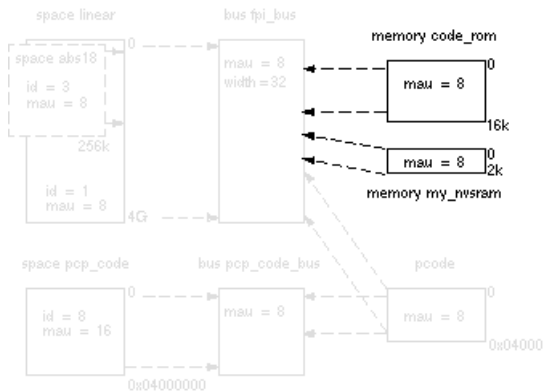 space linear
bus fpi_bus
memory code_rom
0
0
space abs18
id = 3
mau = 8
mau = 8
width = 32
mau = 8
256k
16k
0
mau = 8
2k
id = 1
mau = 8
memory my_nvsram
4G
space pcp_code
bus pcp_code_bus
pcode
0
0
id = 8
mau = 16
mau = 8
mau = 8
0x04000
0x04000000